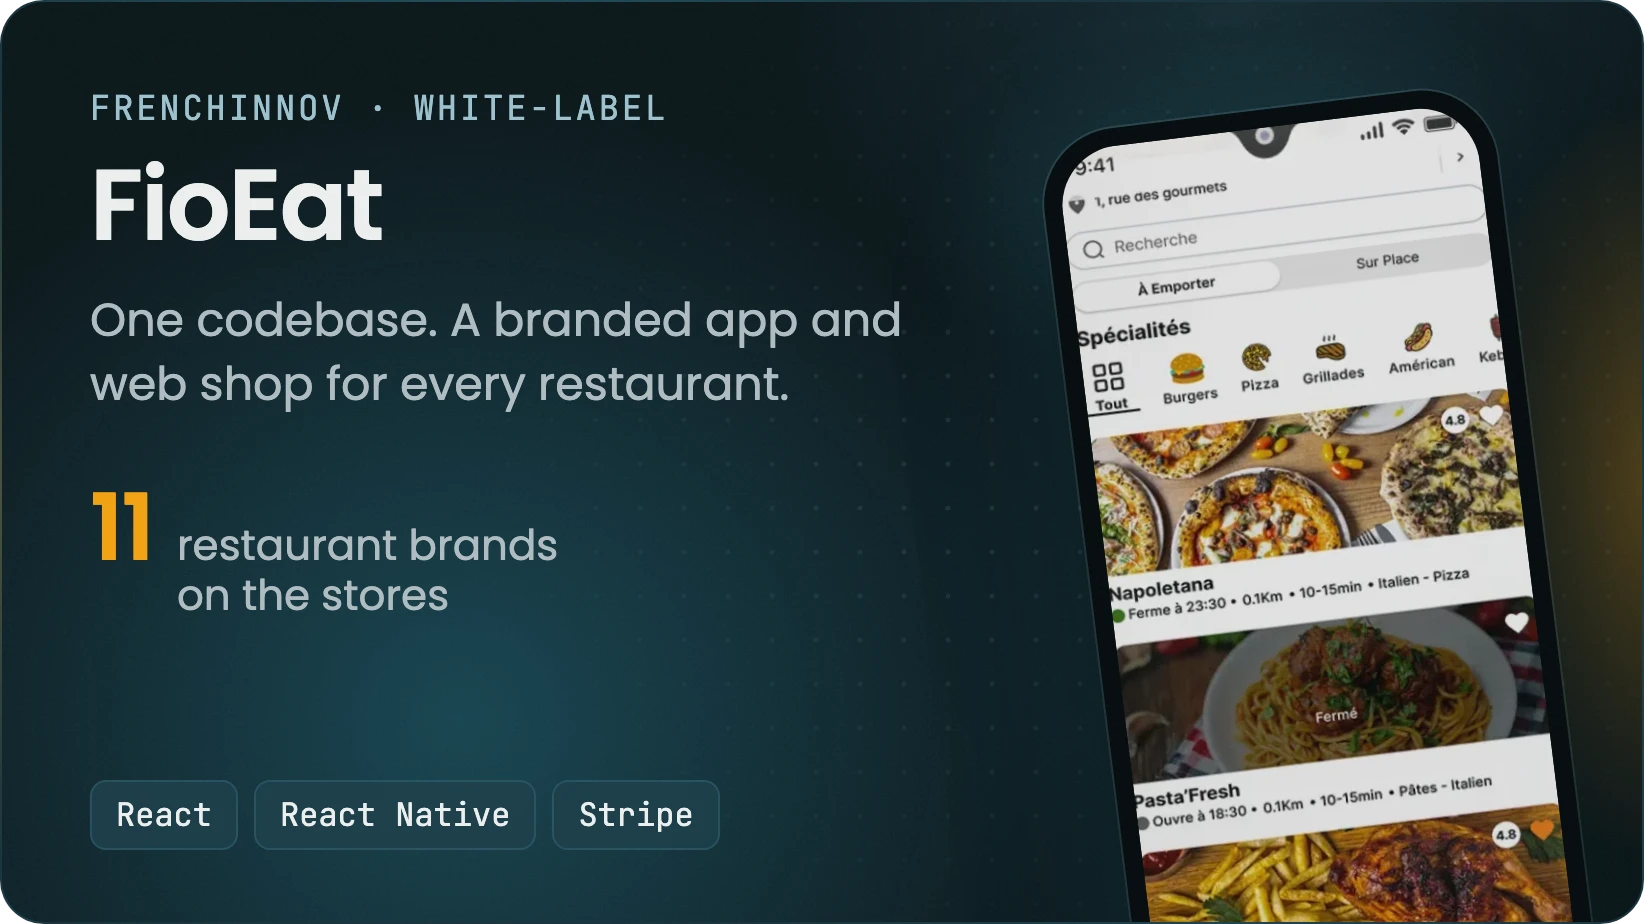 FRENCHINNOV · WHITE-LABEL
FioEat
One codebase. A branded app and
web shop for every restaurant.
11 restaurant brands
on the stores
React
React Native
Stripe
9:41
1, rue des gourmets
Recherche
À Emporter
Sur Place
Spécialités
Tout
Burgers
Pizza
Grillades
Américan
Keb
4.8
Napoletana
Ferme à 23:30 • 0.1Km • 10-15min • Italien - Pizza
Fermé
Pasta'Fresh
Ouvre à 18:30 • 0.1Km • 10-15min • Pâtes - Italien
4.8